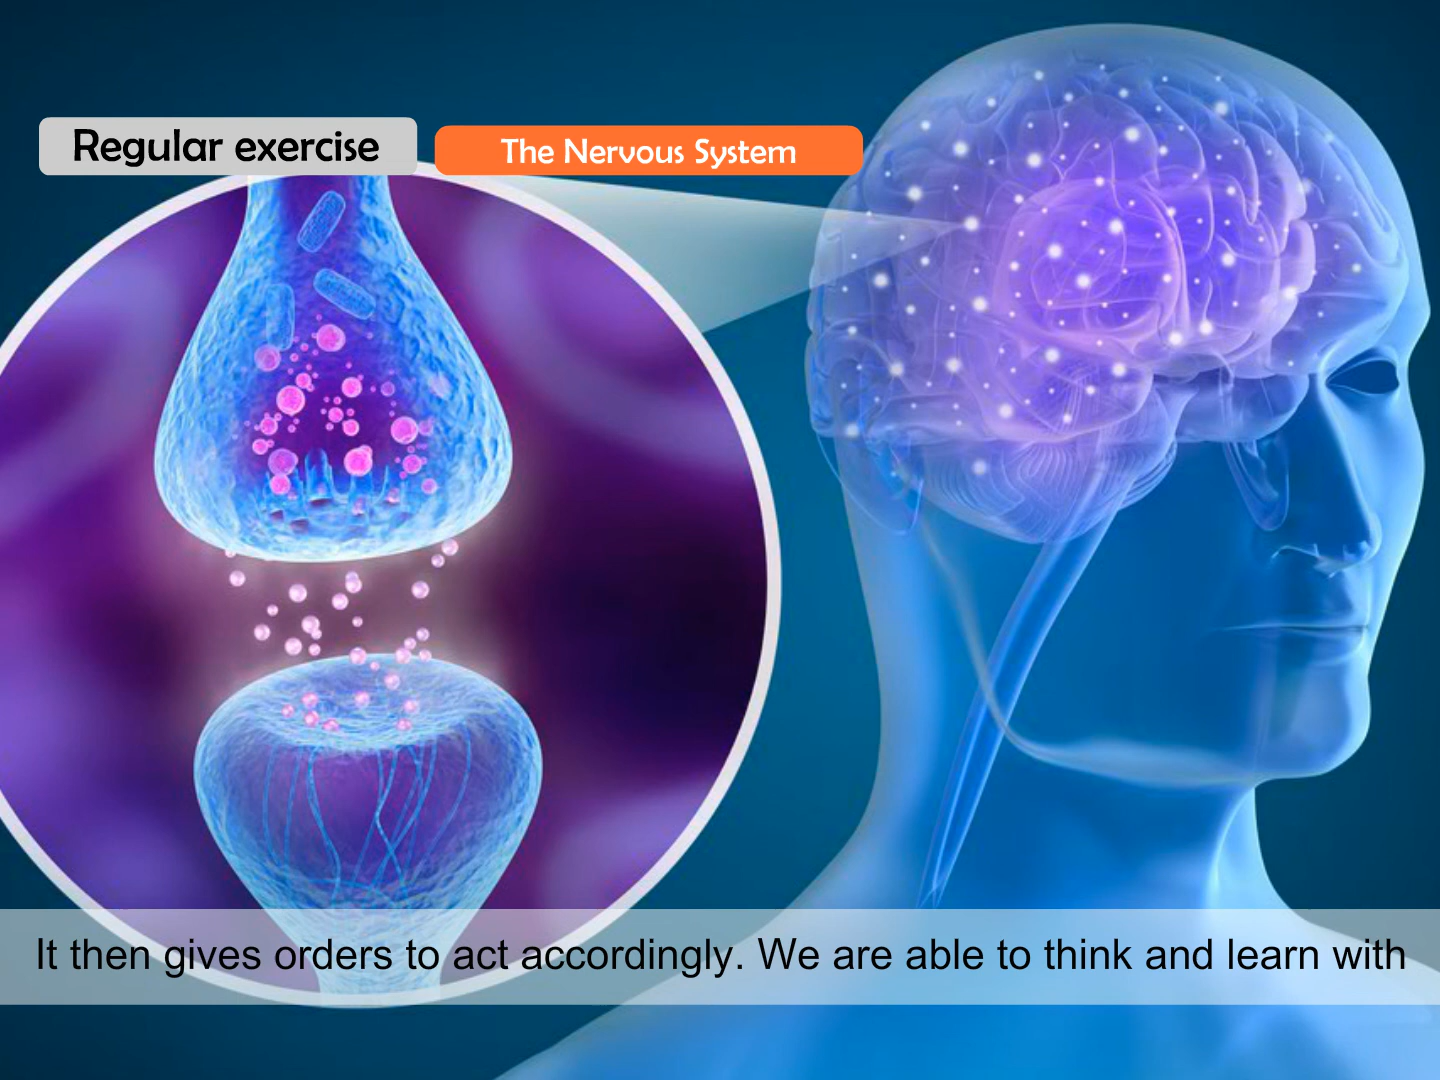 Regular exercise
The Nervous System
It then gives orders to act accordingly. We are able to think and learn with